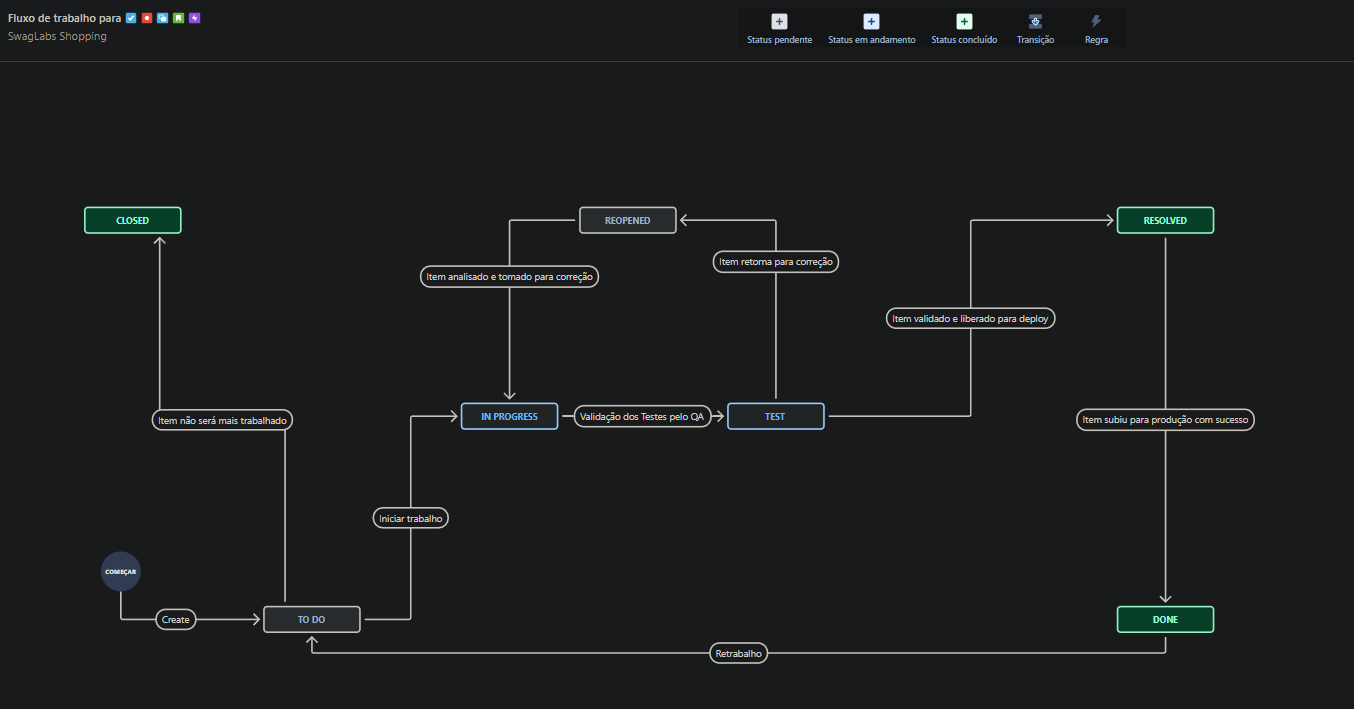 Fluxo de trabalho para
SwagLabs Shopping
Status pendente
Status em andamento
Status concluído
Transição
Regra
CLOSED
REOPENED
RESOLVED
Item analisado e tomado para correção
Item retorna para correção
Item validado e liberado para deploy
IN PROGRESS
Validação dos Testes pelo QA
TEST
Item não será mais trabalhado
Item subiu para produção com sucesso
Iniciar trabalho
COMEÇAR
Create
TO DO
DONE
Retrabalho